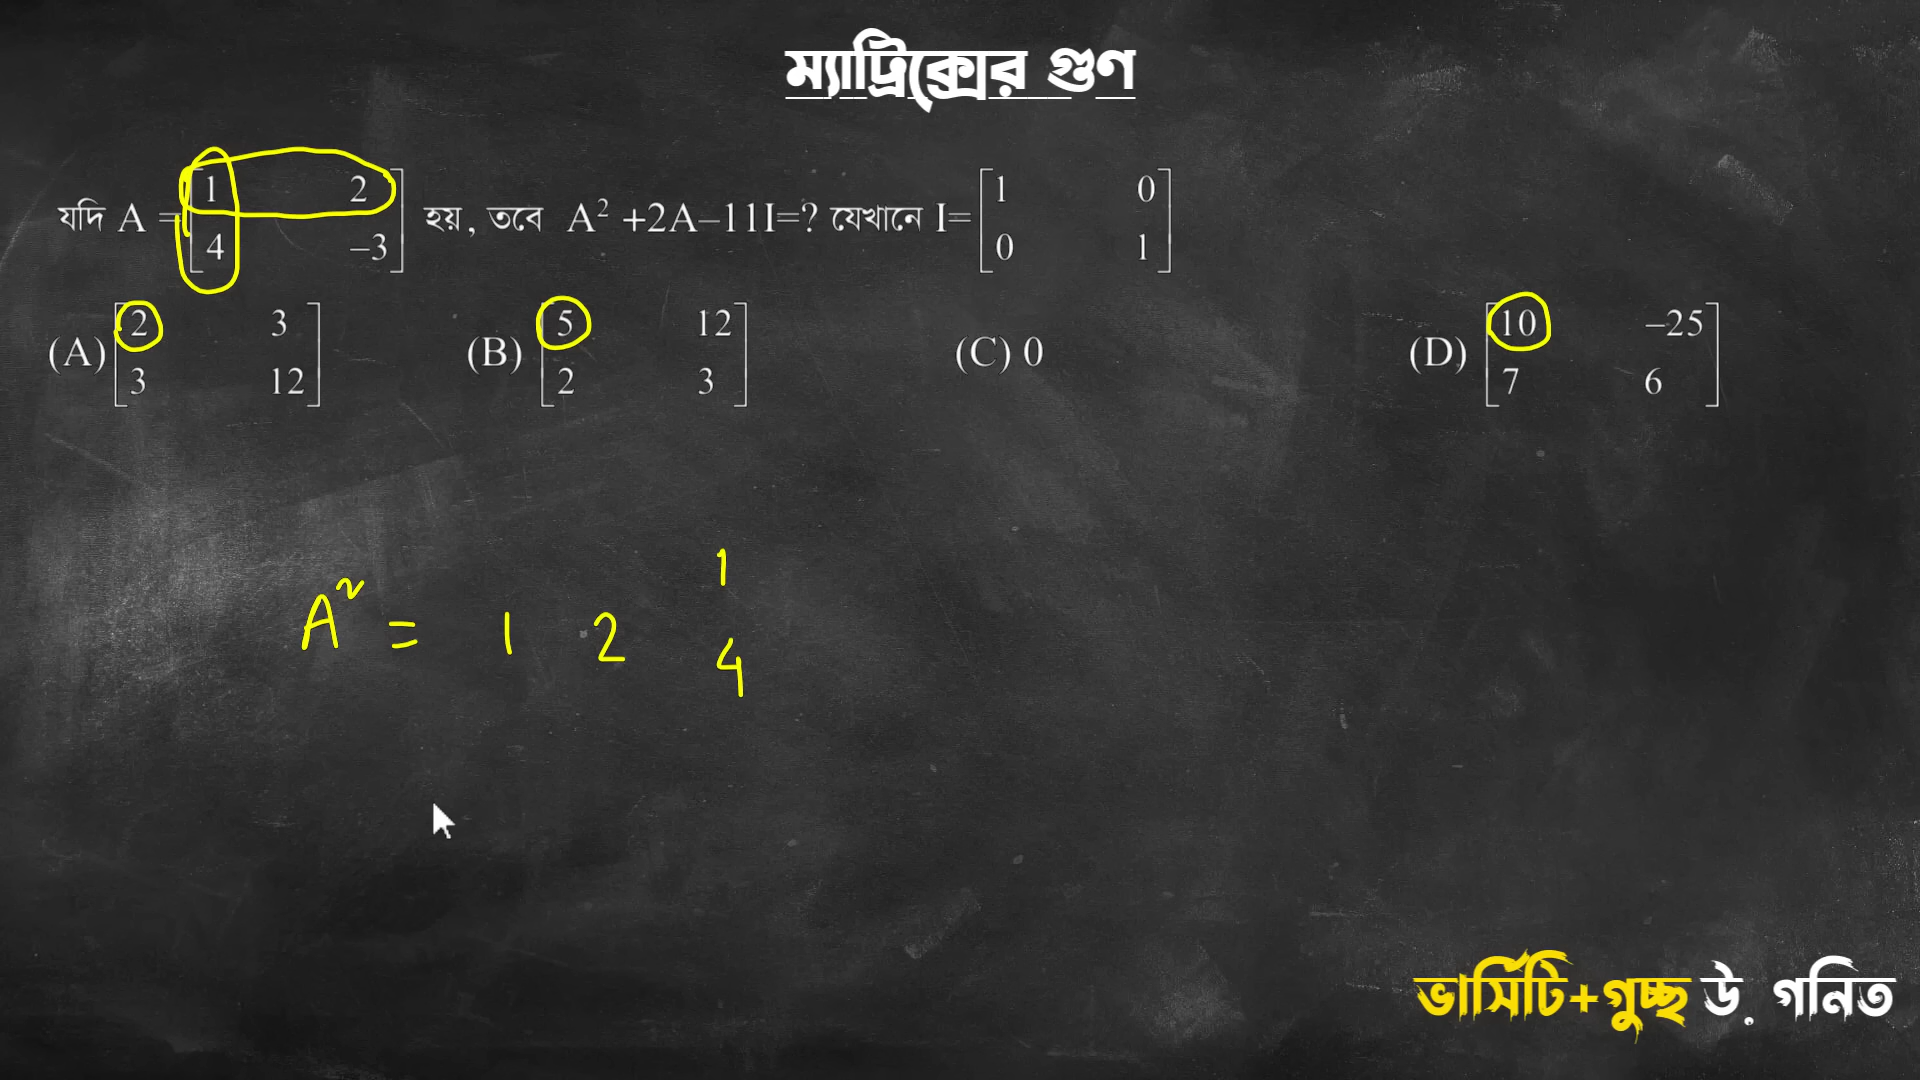 ম্যাট্রিক্সের গুণ
যদি A = [1 2 4 –3] হয়, তবে A² +2A–11I=? যেখানে I= [1 0 0 1]
(A) [2 3 3 12] (B) [5 12 2 3] (C) 0 (D) [10 –25 7 6]
A² = 1 2 1 4
ভার্সিটি+গুচ্ছ উ. গনিত